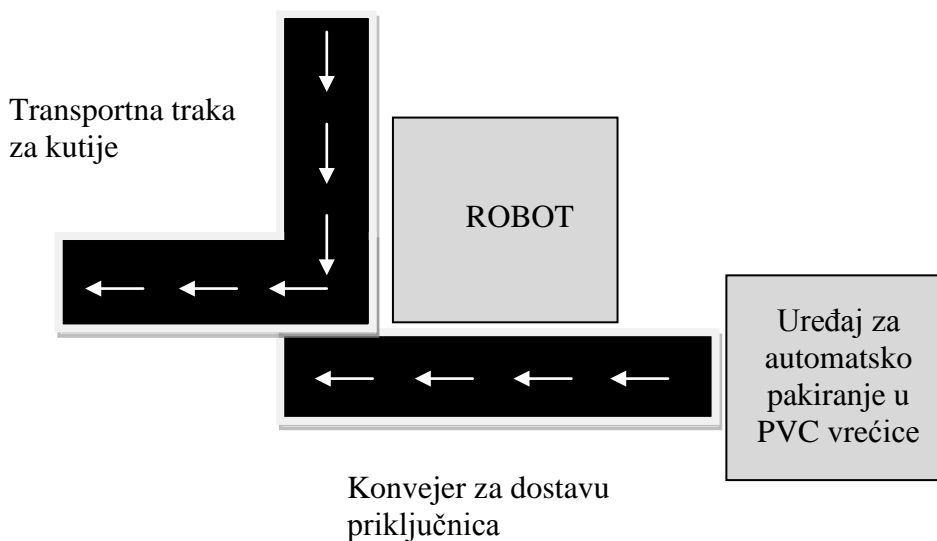 Transportna traka
za kutije
ROBOT
Uređaj za
automatsko
pakiranje u
PVC vrećice
Konvejer za dostavu
priključnica